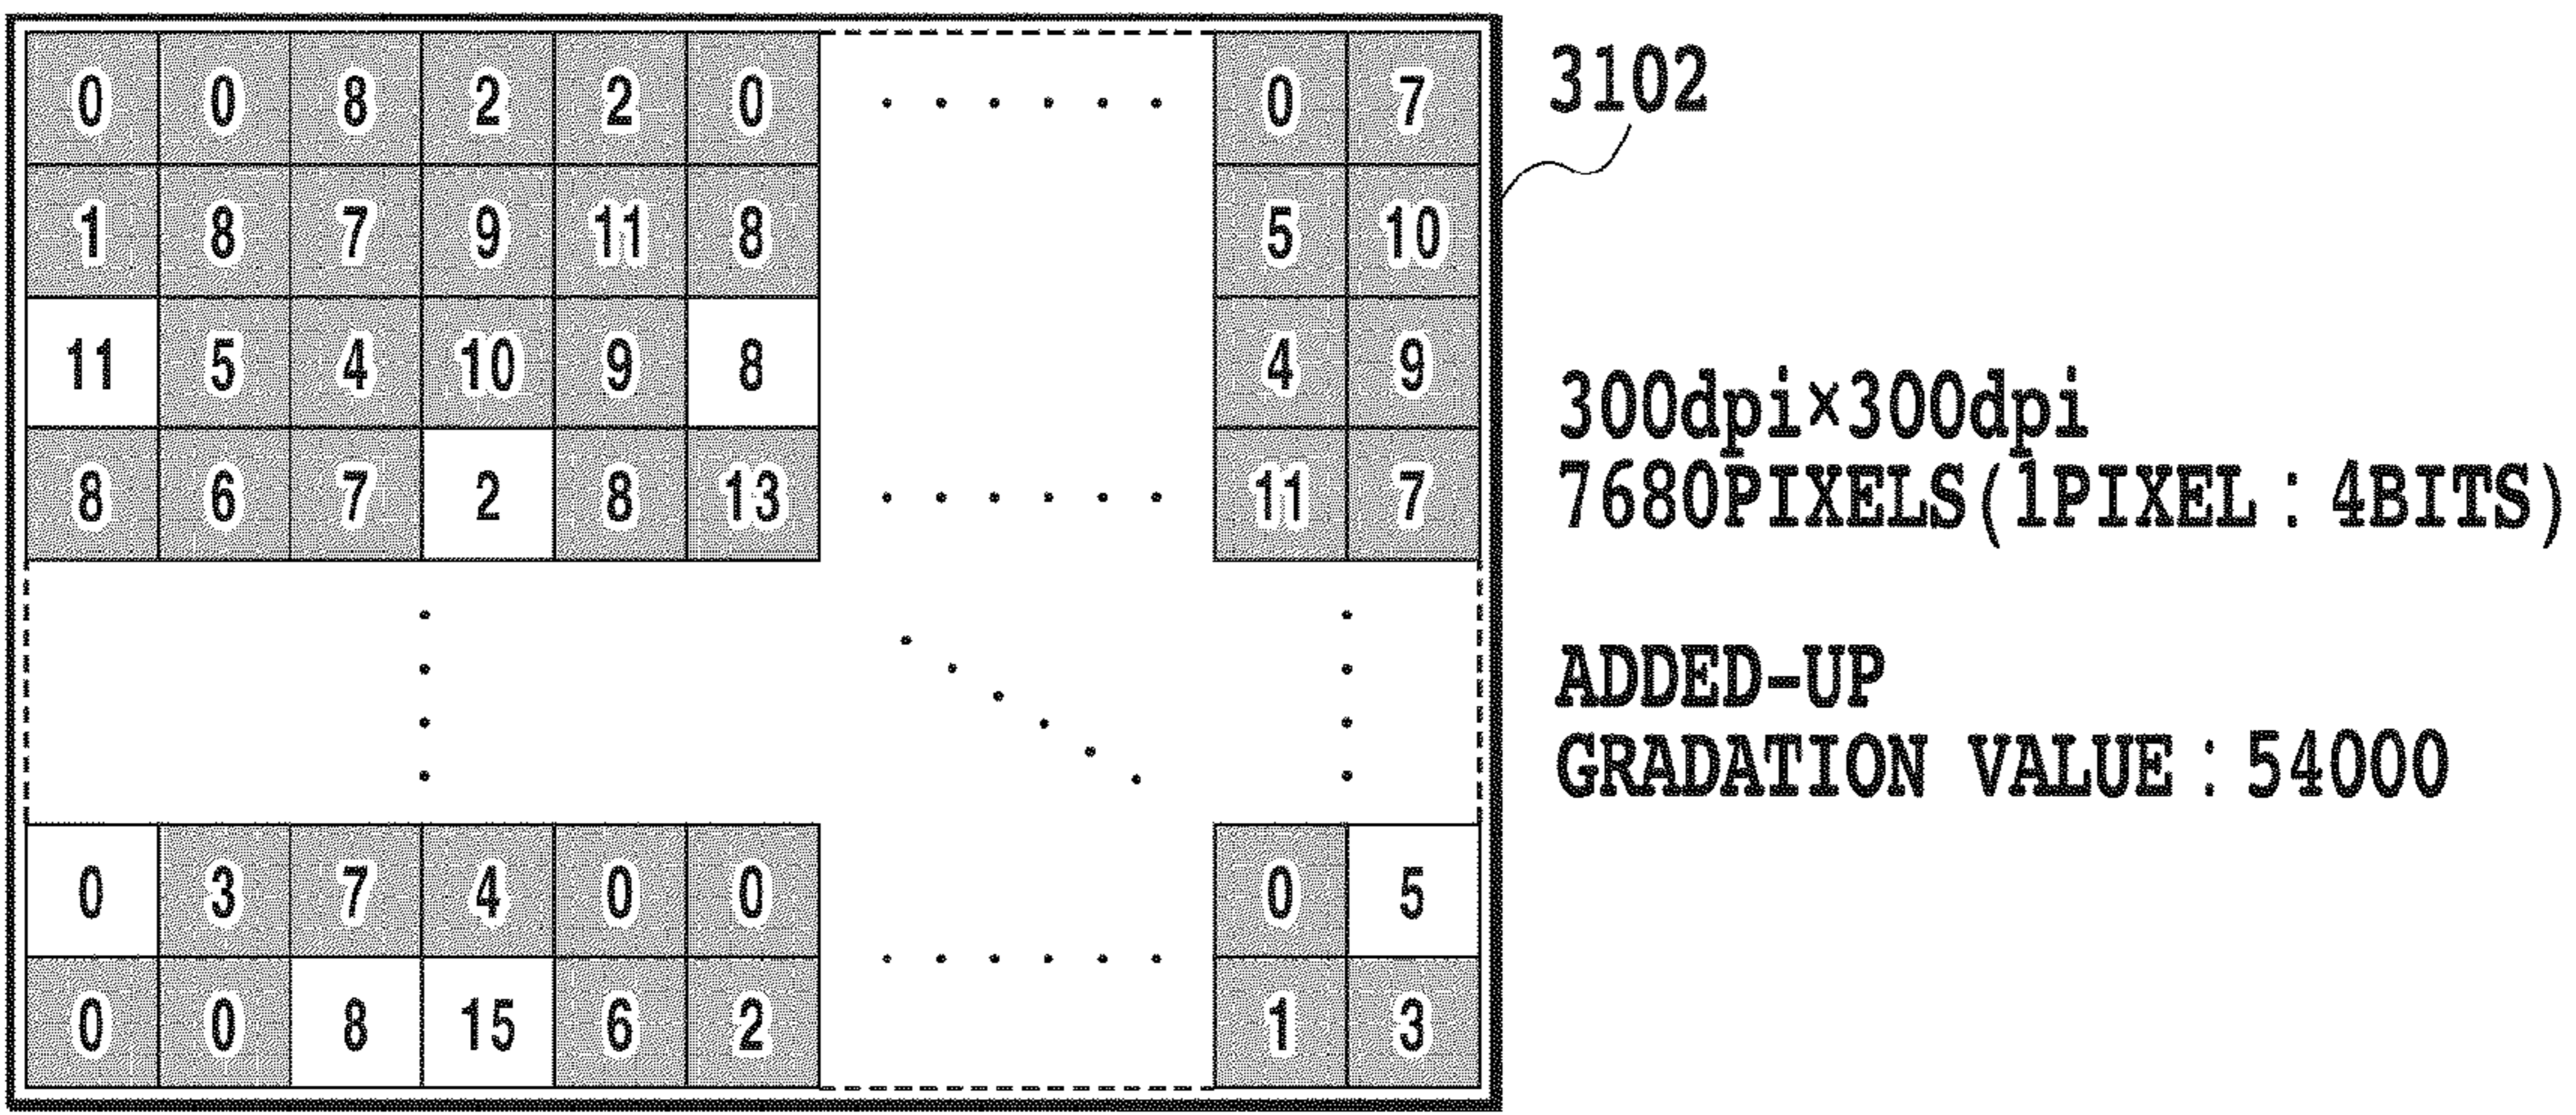 0 0 8 2 2 0 ...... 0 7
3102
1 8 7 9 11 8 5 10
11 5 4 10 9 8 4 9
300dpi×300dpi
8 6 7 2 8 13 ...... 11 7
7680PIXELS(1PIXEL:4BITS)
ADDED-UP
GRADATION VALUE:54000
0 3 7 4 0 0 0 5
0 0 8 15 6 2 ...... 1 3